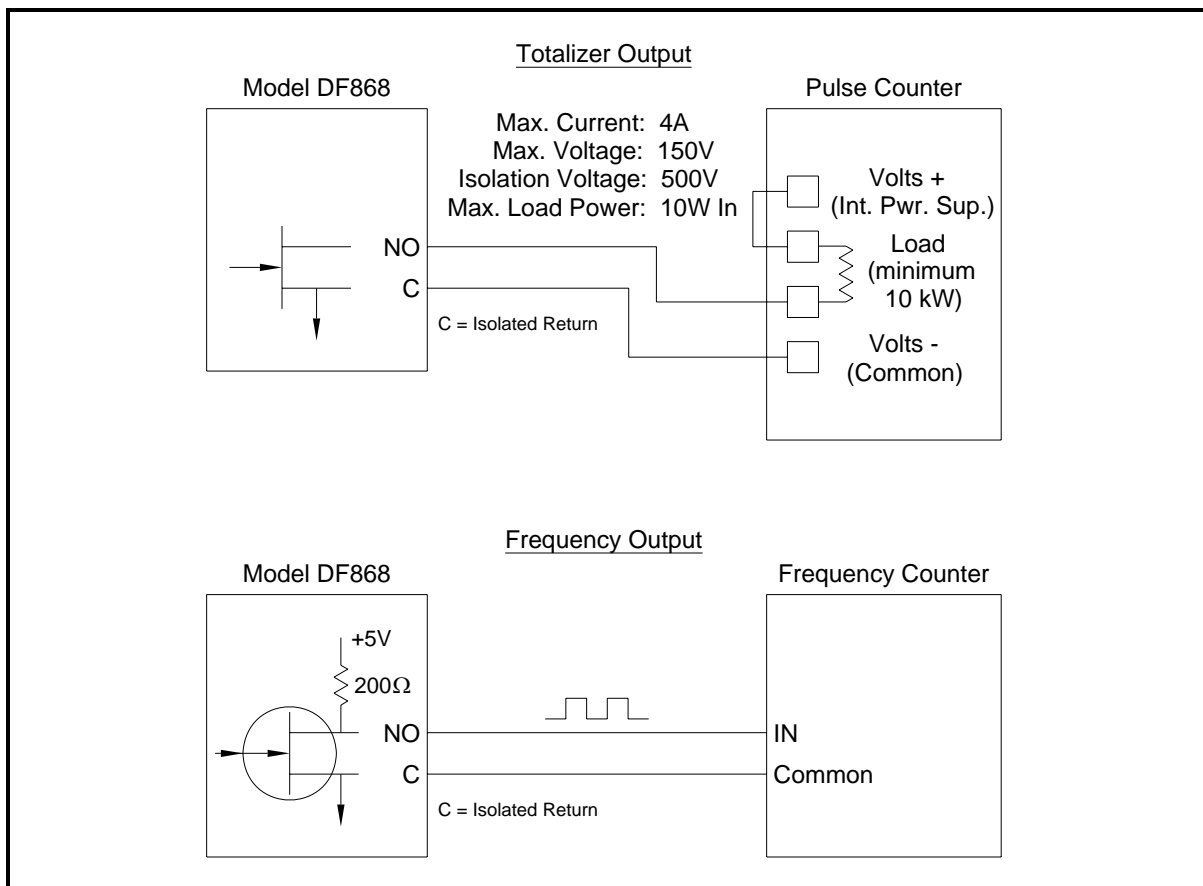 Totalizer Output
Model DF868
Pulse Counter
Max. Current: 4A
Max. Voltage: 150V
Isolation Voltage: 500V
Max. Load Power: 10W In
Volts +
(Int. Pwr. Sup.)
NO
Load
(minimum
10 kW)
C
C = Isolated Return
Volts -
(Common)
Frequency Output
Model DF868
Frequency Counter
+5V
200Ω
NO
IN
C
Common
C = Isolated Return